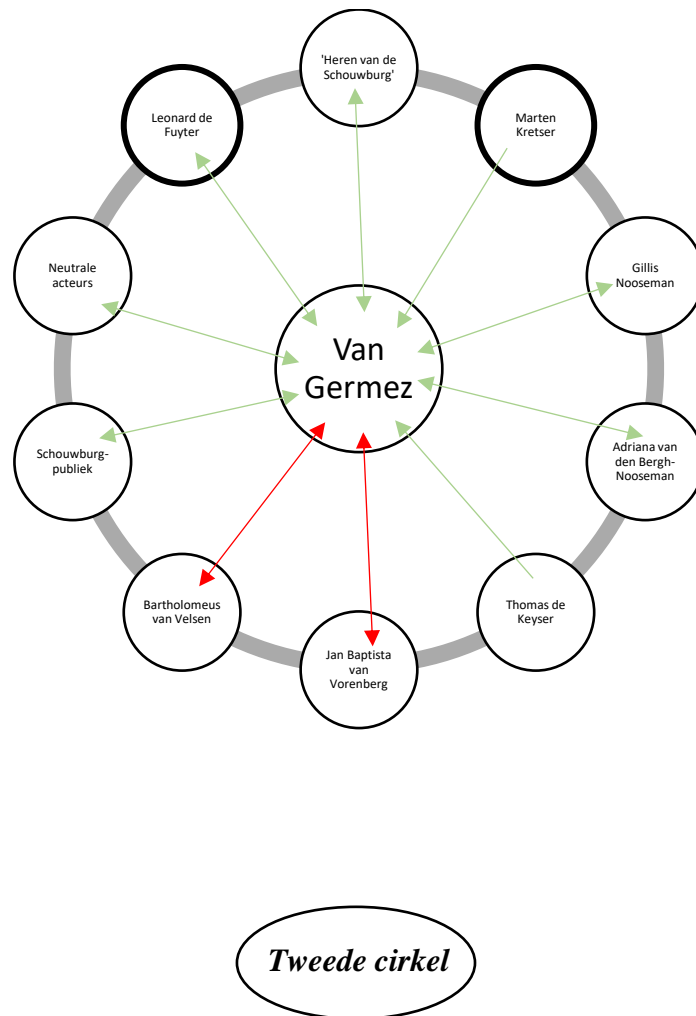 'Heren van de
Schouwburg'
Leonard de
Fuyter
Marten
Kretser
Neutrale
acteurs
Gillis
Nooseman
Van
Germez
Schouwburg-
publiek
Adriana van
den Bergh-
Nooseman
Bartholomeus
van Velsen
Thomas de
Keyser
Jan Baptista
van
Vorenberg
Tweede cirkel